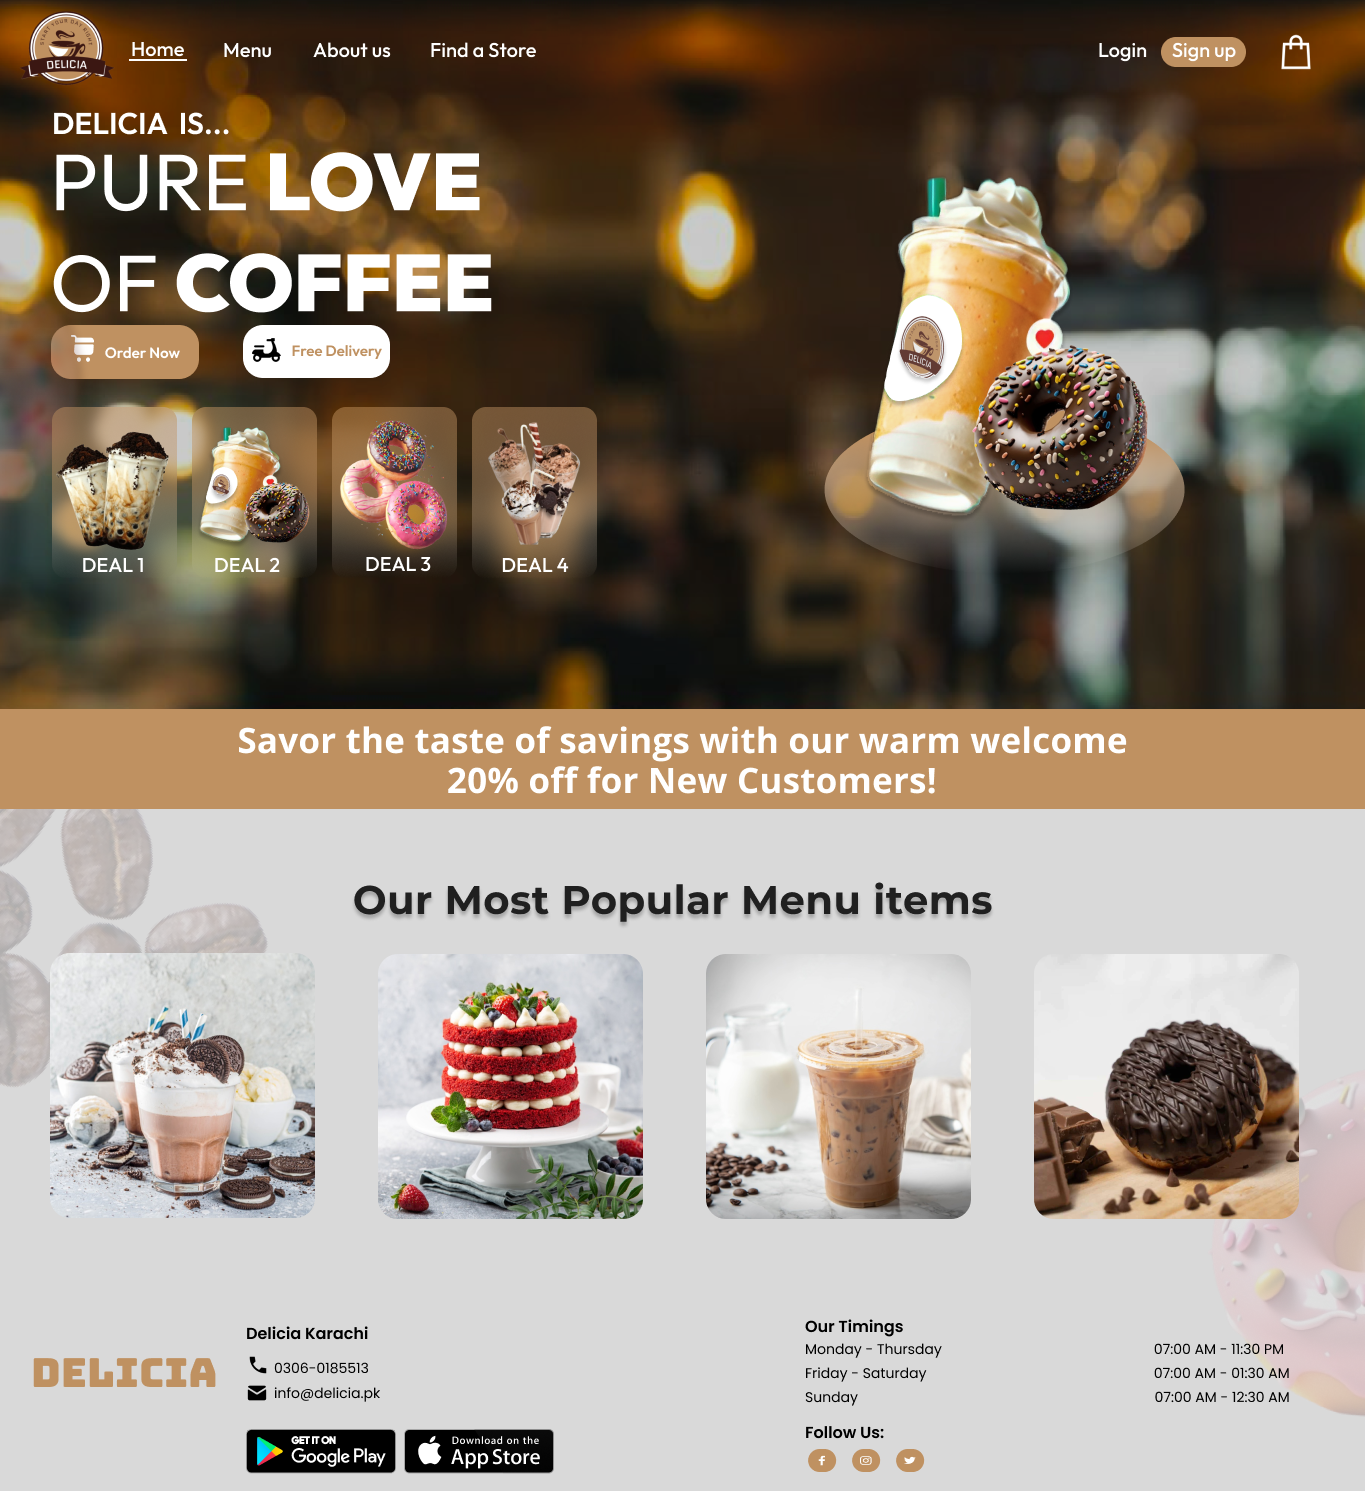 START YOUR DAY RIGHT
DELICIA
Home
Menu
About us
Find a Store
Login
Sign up
DELICIA IS...
PURE LOVE
OF COFFEE
Order Now
Free Delivery
DELICIA
DEAL 1
DEAL 2
DEAL 3
DEAL 4
Savor the taste of savings with our warm welcome
20% off for New Customers!
Our Most Popular Menu items
DELICIA
Delicia Karachi
0306-0185513
info@delicia.pk
GET IT ON
Google Play
Download on the
App Store
Our Timings
Monday - Thursday 07:00 AM - 11:30 PM
Friday - Saturday 07:00 AM - 01:30 AM
Sunday 07:00 AM - 12:30 AM
Follow Us: